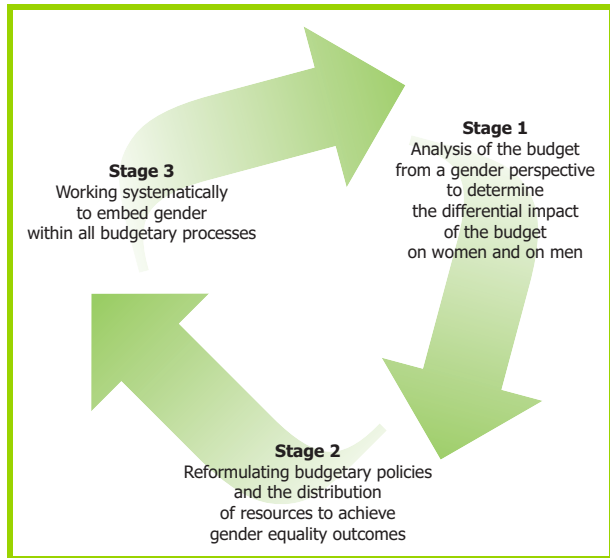 Stage 1
Analysis of the budget
from a gender perspective
to determine
the differential impact
of the budget
on women and on men
Stage 2
Reformulating budgetary policies
and the distribution
of resources to achieve
gender equality outcomes
Stage 3
Working systematically
to embed gender
within all budgetary processes